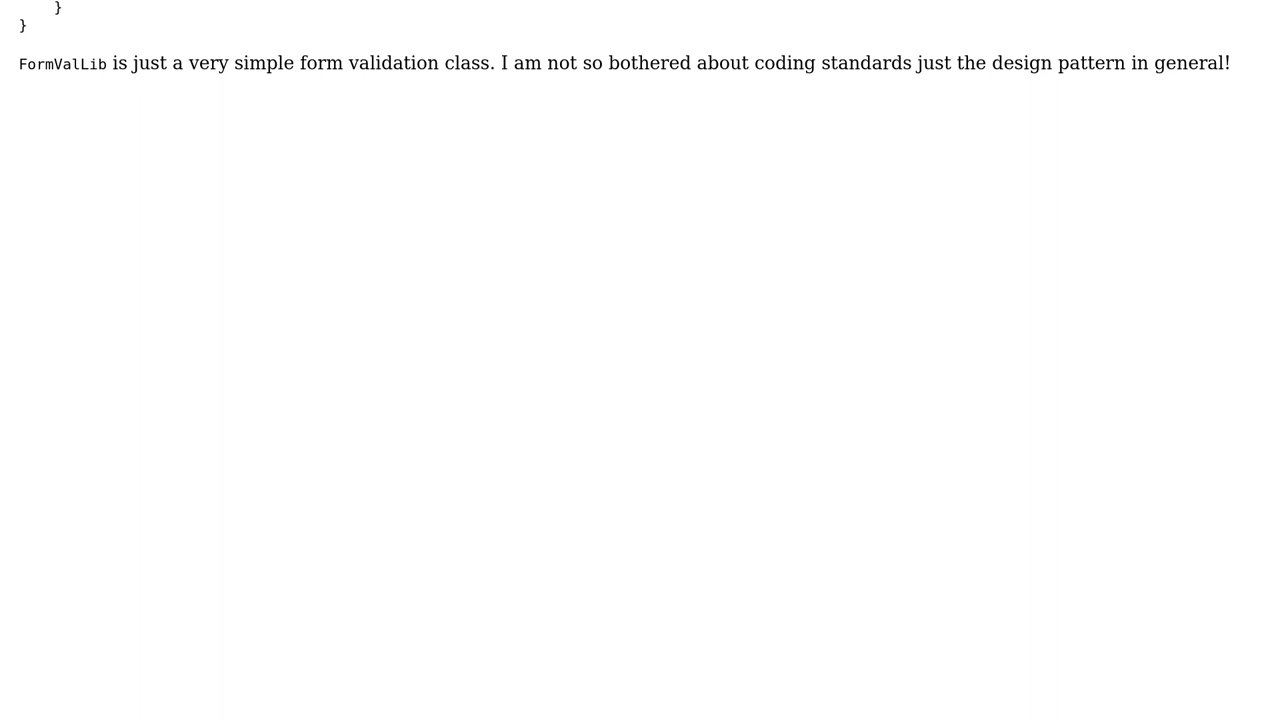 }
}
FormValLib is just a very simple form validation class. I am not so bothered about coding standards just the design pattern in general!